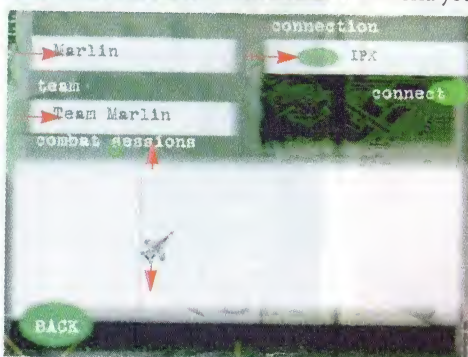 connection
Marlin
IPX
team
connect
Team Marlin
combat sessions
BACK